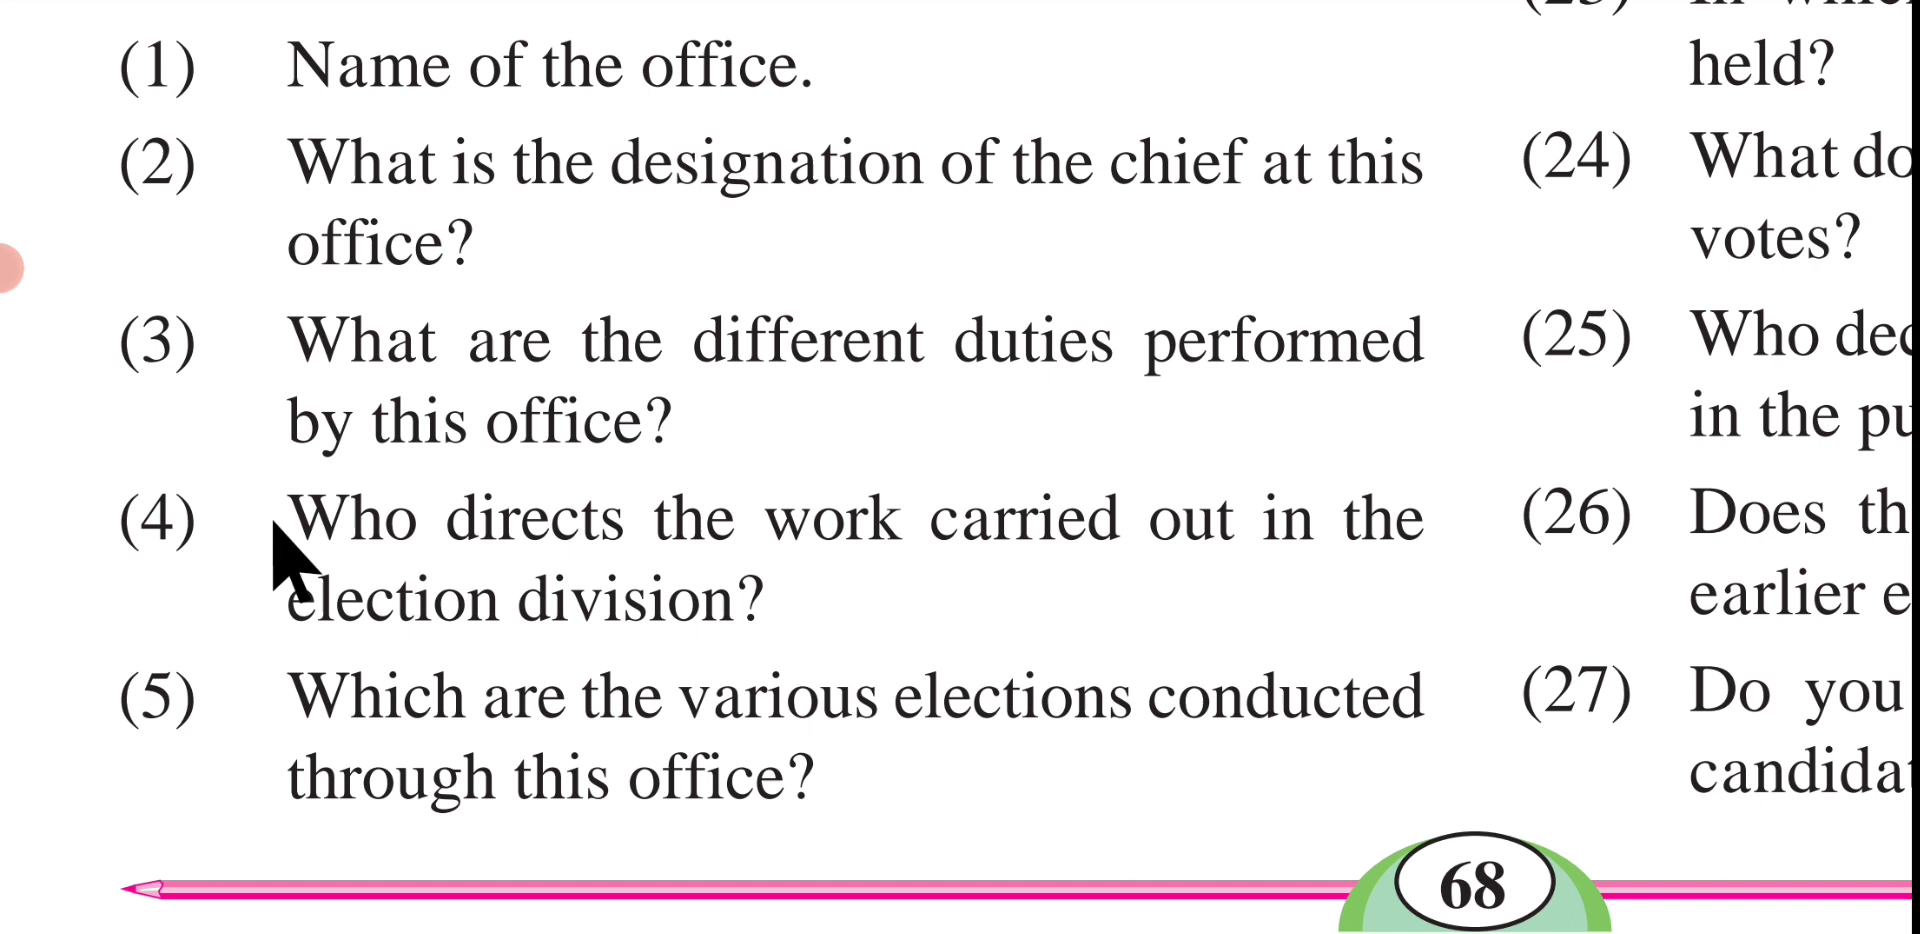 (1) Name of the office.
(2) What is the designation of the chief at this
office?
(3) What are the different duties performed
by this office?
(4) Who directs the work carried out in the
election division?
(5) Which are the various elections conducted
through this office?
held?
(24) What do
votes?
(25) Who
in the
(26) Does
earlier
(27) Do you
68